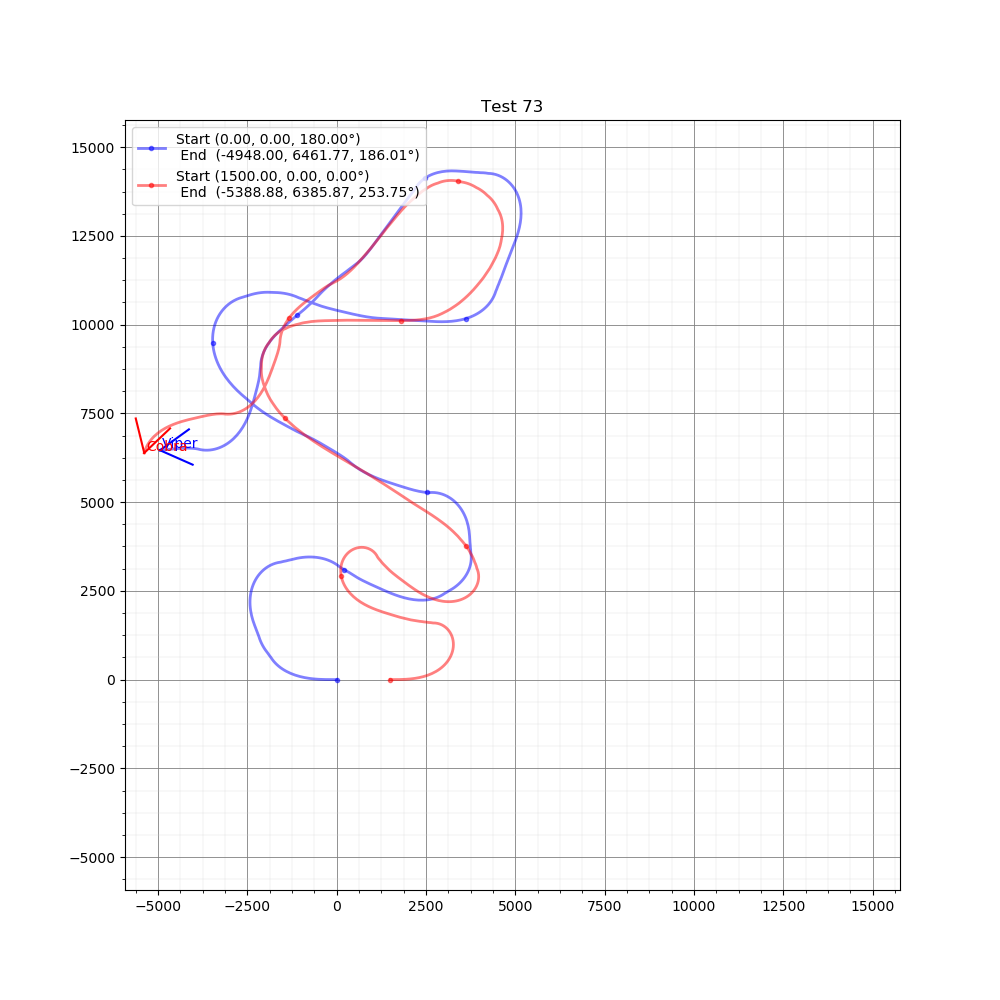 Test 73
Start (0.00, 0.00, 180.00°)
End (-4948.00, 6461.77, 186.01°)
Start (1500.00, 0.00, 0.00°)
End (-5388.88, 6385.87, 253.75°)
15000
12500
10000
7500
5000
2500
0
−2500
−5000
Viper
Cobra
−5000 −2500 0 2500 5000 7500 10000 12500 15000